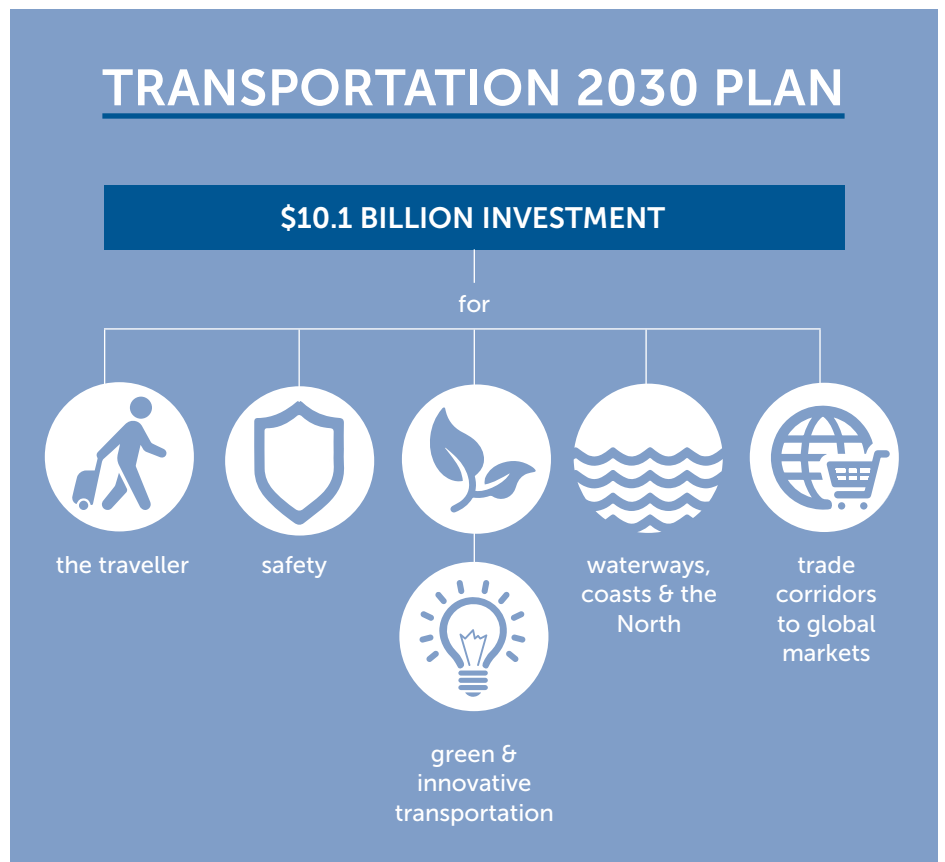 TRANSPORTATION 2030 PLAN
$10.1 BILLION INVESTMENT
for
the traveller
safety
green &
innovative
transportation
waterways,
coasts & the
North
trade
corridors
to global
markets